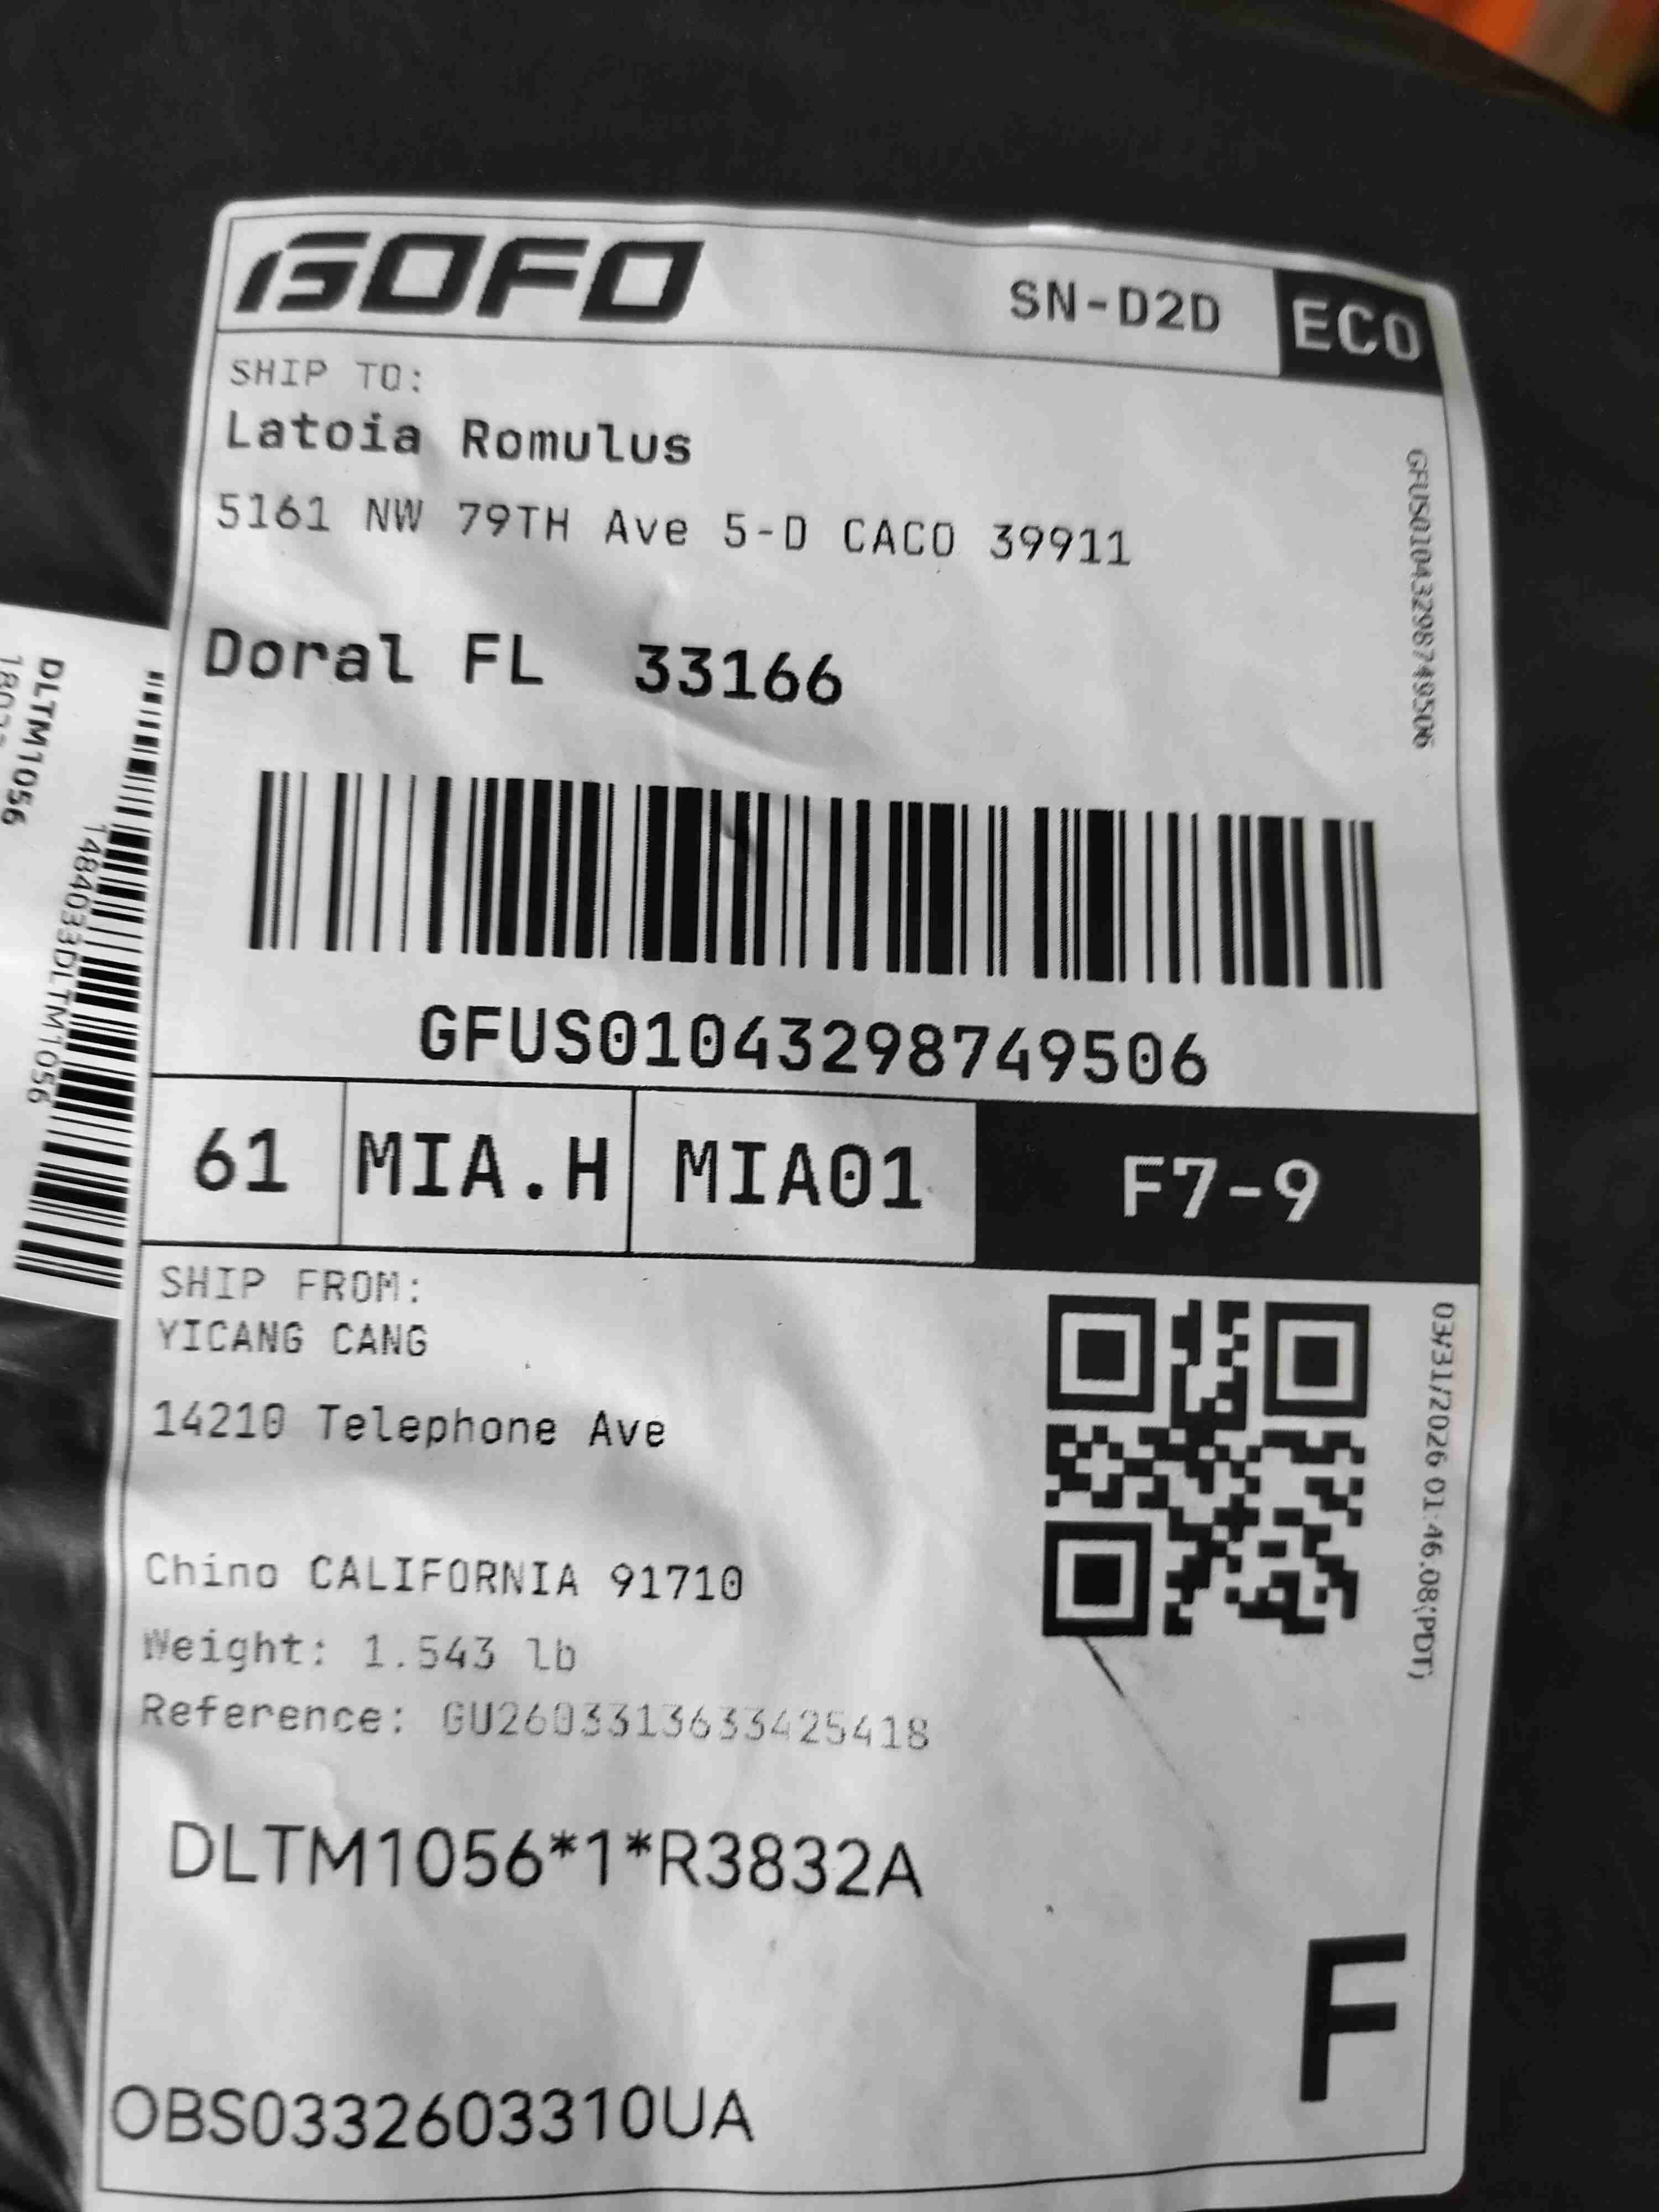 GOFO
SN-D2D
ECO
SHIP TO:
Latoia Romulus
5161 NW 79TH Ave 5-D CACO 39911
Doral FL 33166
GFUS01043298749506
GFUS01043298749506
61
MIA.H
MIA01
F7-9
SHIP FROM:
YICANG CANG
14210 Telephone Ave
Chino CALIFORNIA 91710
Weight: 1.543 lb
Reference: GU2603313633425418
03/31/2026 01:46:08(PDT)
DLTM1056*1*R3832A
F
OBS0332603310UA
DLTM1056
1484033DLTM1056